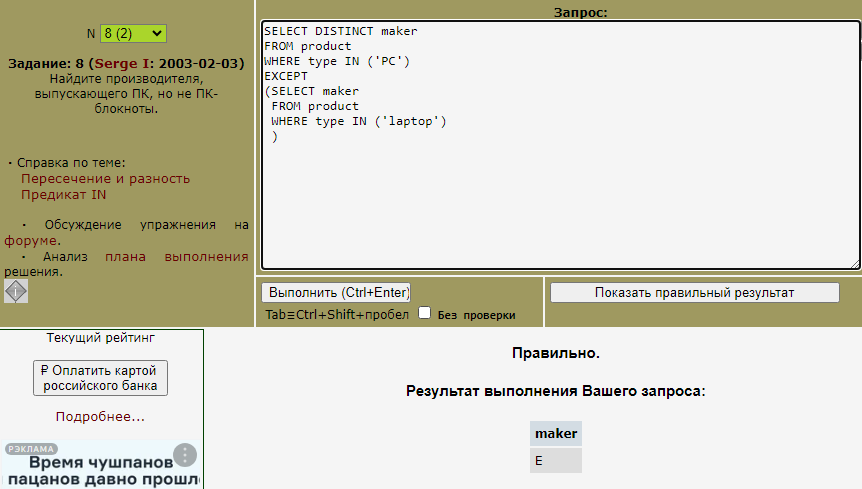 N 8 (2)
Задание: 8 (Serge I: 2003-02-03)
Найдите производителя,
выпускающего ПК, но не ПК-
блокноты.
· Справка по теме:
Пересечение и разность
Предикат IN
· Обсуждение упражнения на
форуме.
· Анализ плана выполнения
решения.
Запрос:
SELECT DISTINCT maker
FROM product
WHERE type IN ('PC')
EXCEPT
(SELECT maker
FROM product
WHERE type IN ('laptop')
)
Выполнить (Ctrl+Enter)
Tab≡Ctrl+Shift+пробел Без проверки
Показать правильный результат
Текущий рейтинг
₽ Оплатить картой
российского банка
Подробнее...
РЭКЛАМА
Время чушпанов
пацанов давно прошл
Правильно.
Результат выполнения Вашего запроса:
maker
E